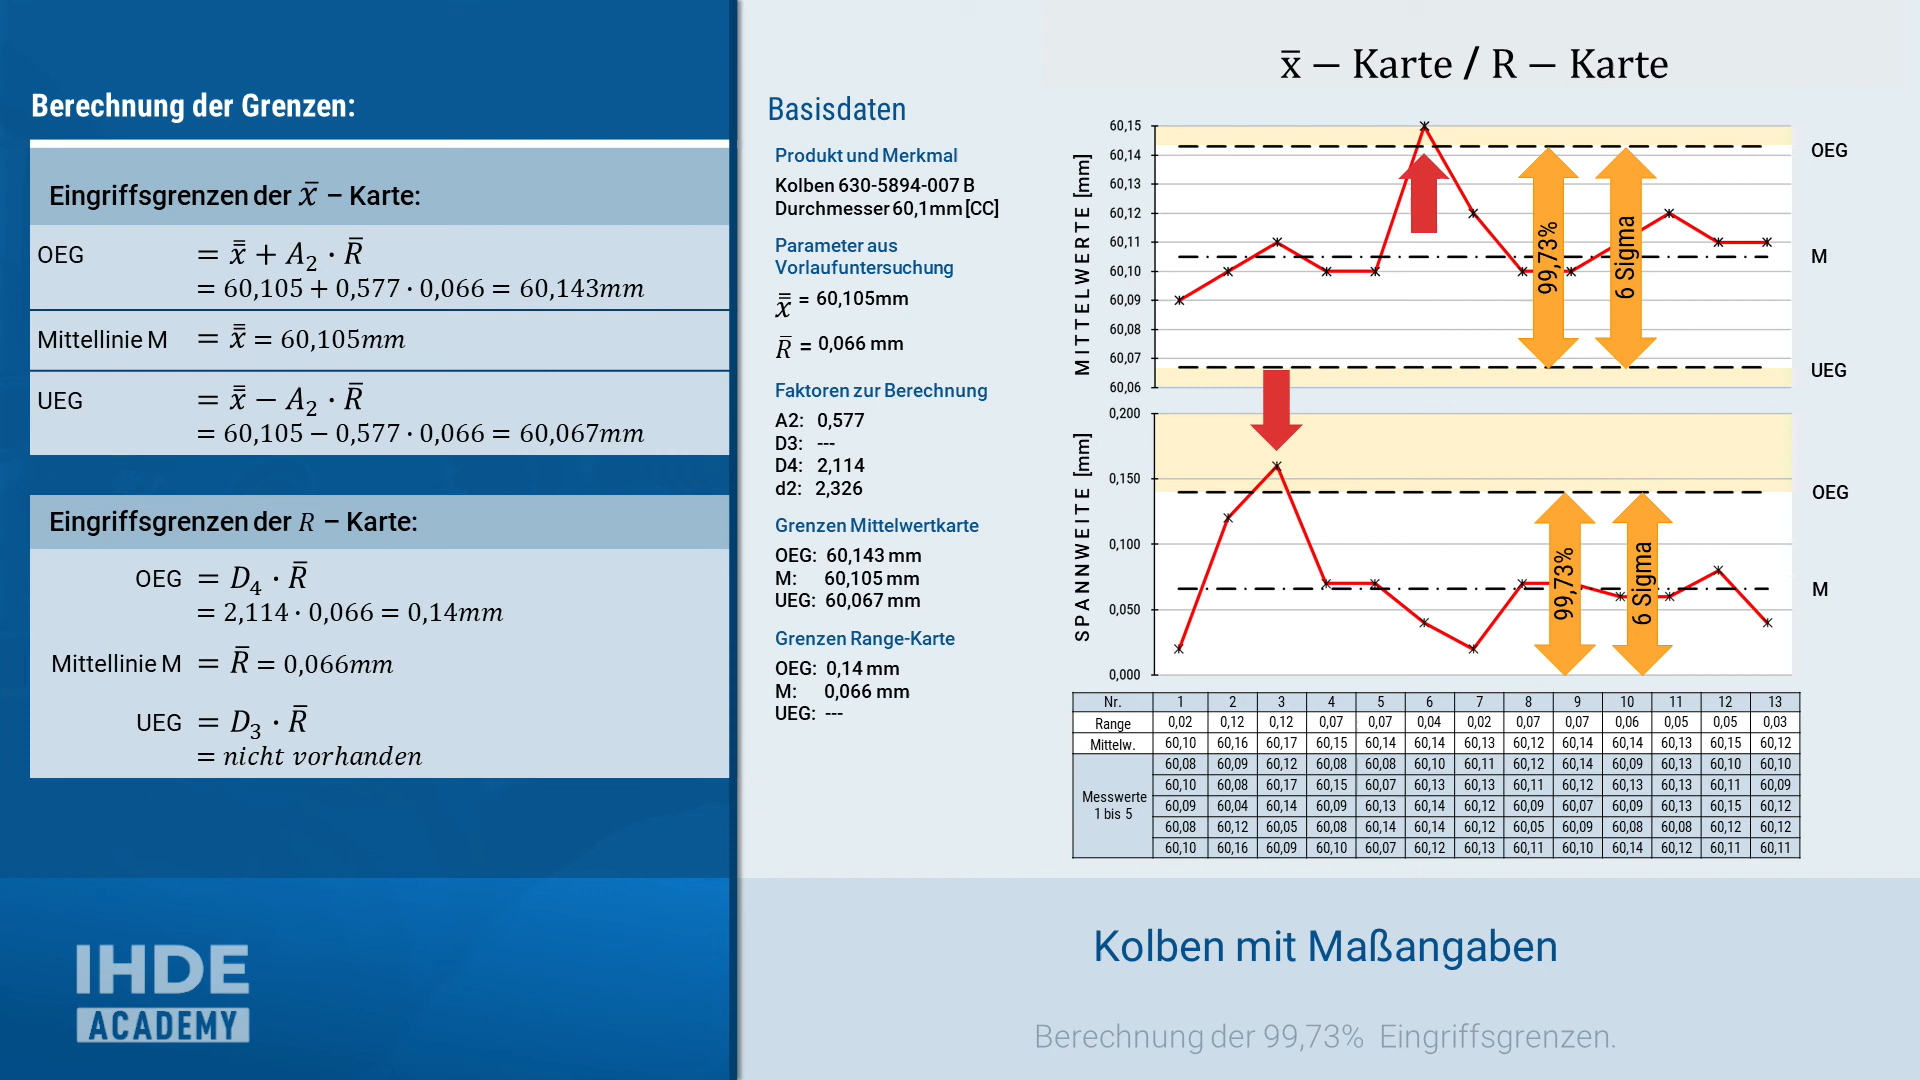 Berechnung der Grenzen:
Eingriffsgrenzen der x̄ – Karte:
OEG = x̿ + A₂ · R̄
= 60,105 + 0,577 · 0,066 = 60,143mm
Mittellinie M = x̿ = 60,105mm
UEG = x̿ − A₂ · R̄
= 60,105 − 0,577 · 0,066 = 60,067mm
Eingriffsgrenzen der R – Karte:
OEG = D₄ · R̄
= 2,114 · 0,066 = 0,14mm
Mittellinie M = R̄ = 0,066mm
UEG = D₃ · R̄
= nicht vorhanden
IHDE
ACADEMY
Basisdaten
Produkt und Merkmal
Kolben 630-5894-007 B
Durchmesser 60,1mm [CC]
Parameter aus
Vorlaufuntersuchung
x̿ = 60,105mm
R̄ = 0,066 mm
Faktoren zur Berechnung
A2: 0,577
D3: ---
D4: 2,114
d2: 2,326
Grenzen Mittelwertkarte
OEG: 60,143 mm
M: 60,105 mm
UEG: 60,067 mm
Grenzen Range-Karte
OEG: 0,14 mm
M: 0,066 mm
UEG: ---
x̄ – Karte / R – Karte
MITTELWERTE [mm]
60,15
60,14
60,13
60,12
60,11
60,10
60,09
60,08
60,07
60,06
99,73%
6 Sigma
OEG
M
UEG
SPANNWEITE [mm]
0,200
0,150
0,100
0,050
0,000
99,73%
6 Sigma
OEG
M
Nr. 1 2 3 4 5 6 7 8 9 10 11 12 13
Range 0,02 0,12 0,12 0,07 0,07 0,04 0,02 0,07 0,07 0,06 0,05 0,05 0,03
Mittelw. 60,10 60,16 60,17 60,15 60,14 60,14 60,13 60,12 60,14 60,14 60,13 60,15 60,12
Messwerte
1 bis 5
60,08 60,09 60,12 60,08 60,08 60,10 60,11 60,12 60,14 60,09 60,13 60,10 60,10
60,10 60,08 60,17 60,15 60,07 60,13 60,13 60,11 60,12 60,13 60,13 60,11 60,09
60,09 60,04 60,14 60,09 60,13 60,14 60,12 60,09 60,07 60,09 60,13 60,15 60,12
60,08 60,12 60,05 60,08 60,14 60,14 60,12 60,05 60,09 60,08 60,08 60,12 60,12
60,10 60,16 60,09 60,10 60,07 60,12 60,13 60,11 60,10 60,14 60,12 60,11 60,11
Kolben mit Maßangaben
Berechnung der 99,73% Eingriffsgrenzen.